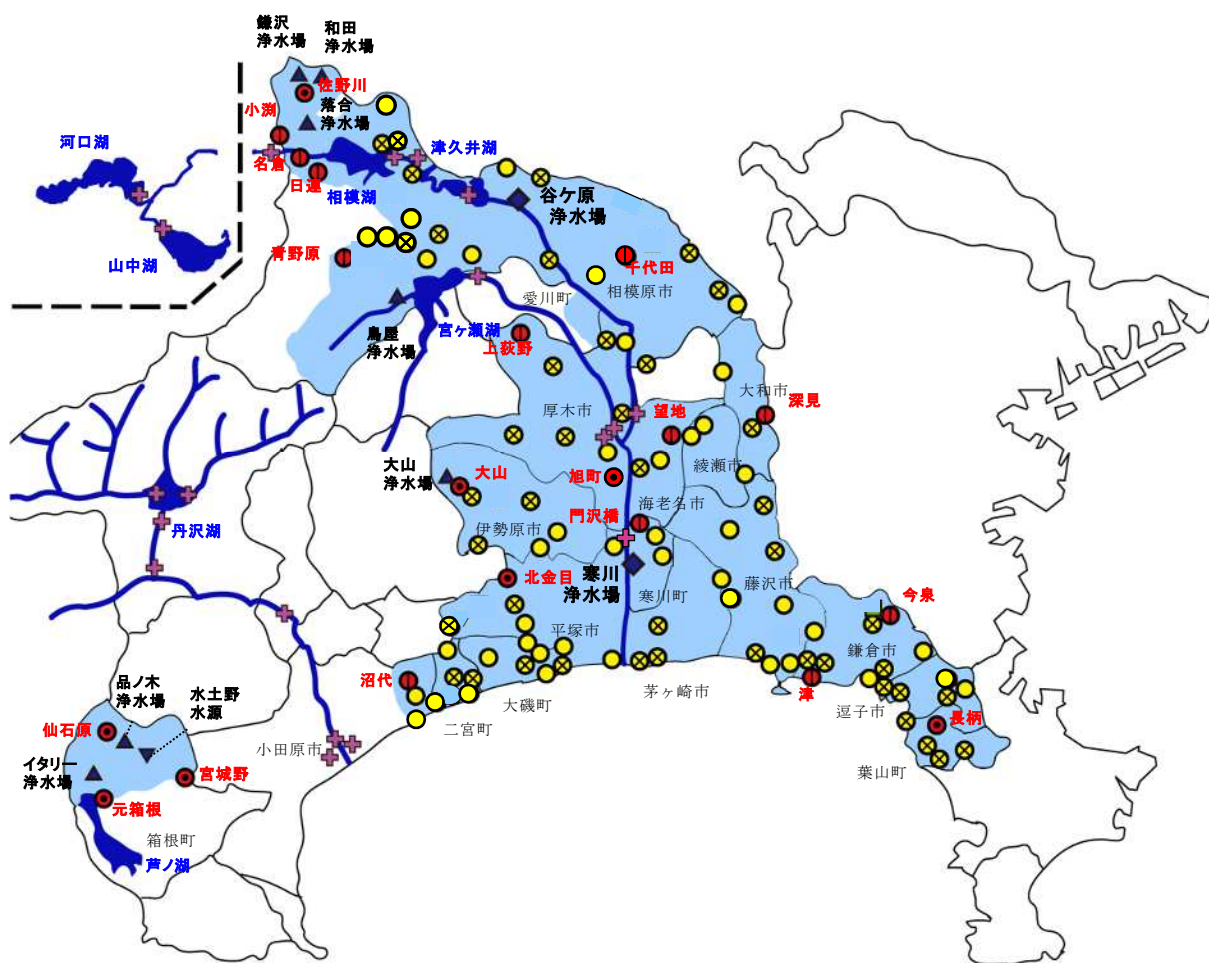 鎌沢
浄水場
和田
浄水場
佐野川
小渕
落合
浄水場
河口湖
津久井湖
名倉
日連
相模湖
谷ケ原
浄水場
山中湖
青野原
千代田
相模原市
愛川町
鳥屋
浄水場
宮ヶ瀬湖
上荻野
大和市
深見
厚木市
望地
綾瀬市
大山
浄水場
大山
旭町
海老名市
門沢橋
伊勢原市
丹沢湖
北金目
寒川
浄水場
寒川町
藤沢市
今泉
平塚市
鎌倉市
品ノ木
浄水場
水土野
水源
沼代
大磯町
茅ヶ崎市
津
逗子市
仙石原
二宮町
長柄
小田原市
イタリー
浄水場
宮城野
葉山町
元箱根
箱根町
芦ノ湖